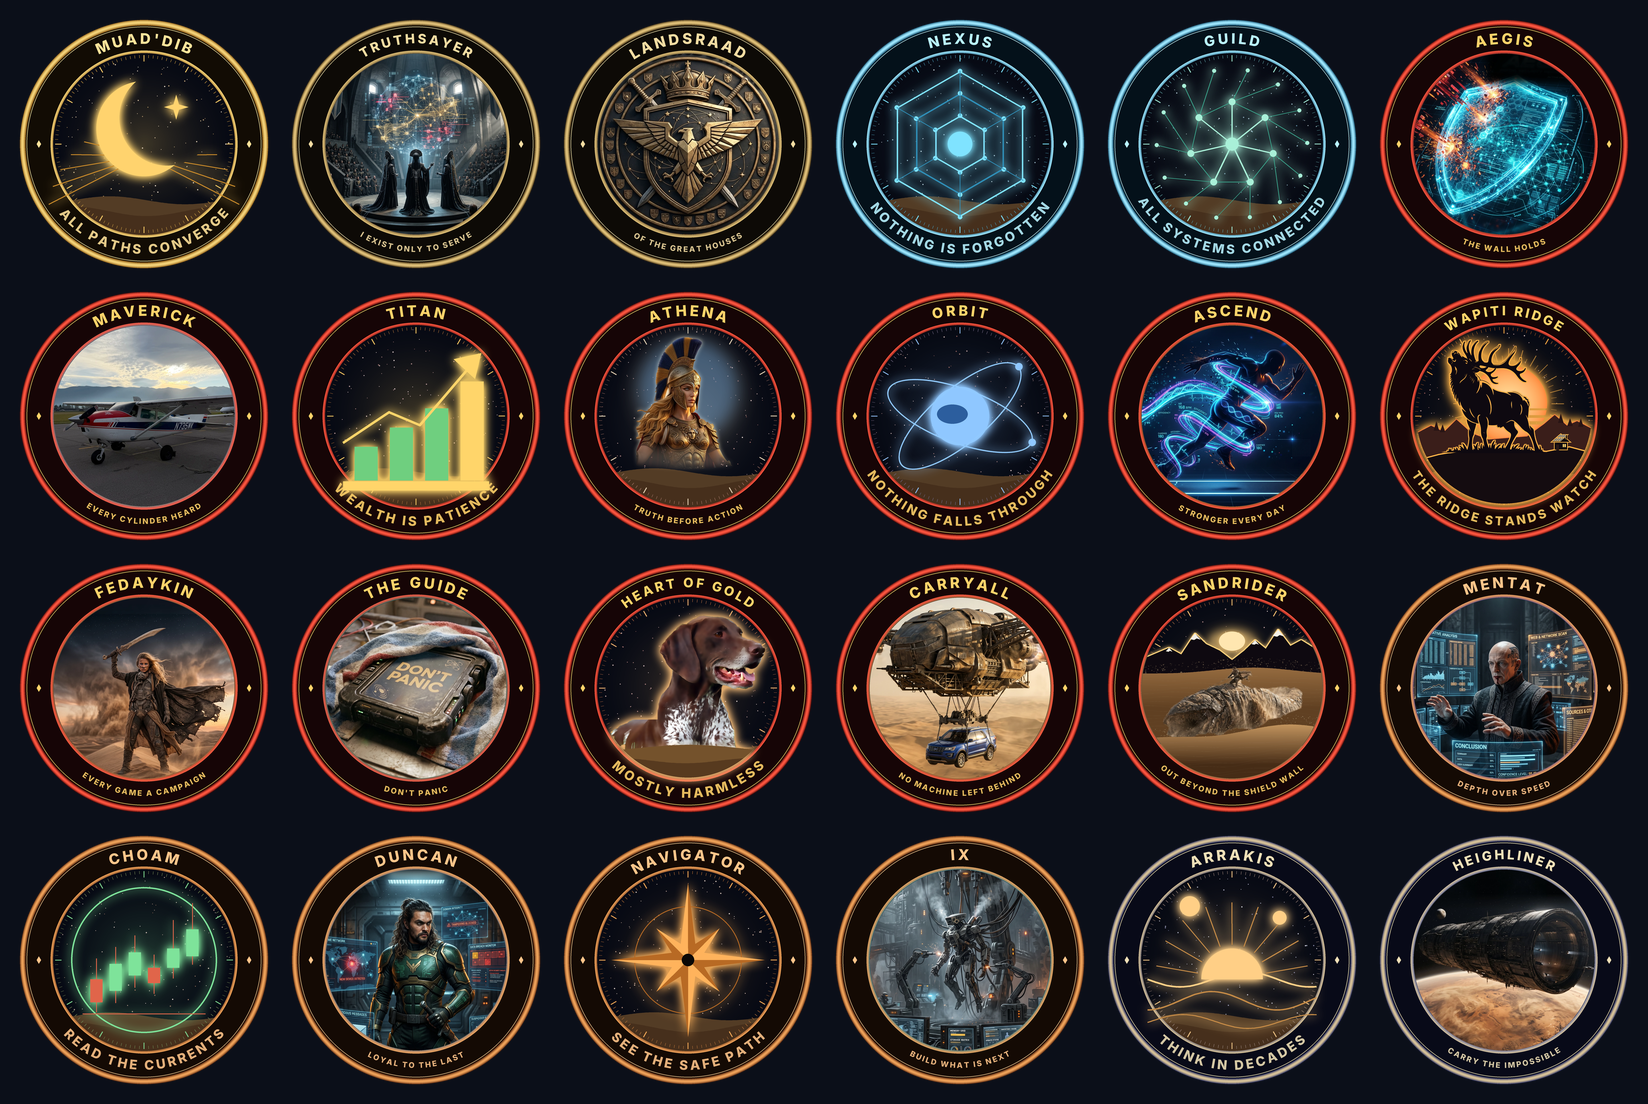 MUAD'DIB
ALL PATHS CONVERGE
TRUTHSAYER
I EXIST ONLY TO SERVE
LANDSRAAD
OF THE GREAT HOUSES
NEXUS
NOTHING IS FORGOTTEN
GUILD
ALL SYSTEMS CONNECTED
AEGIS
THE WALL HOLDS
MAVERICK
EVERY CYLINDER HEARD
TITAN
WEALTH IS PATIENCE
ATHENA
TRUTH BEFORE ACTION
ORBIT
NOTHING FALLS THROUGH
ASCEND
STRONGER EVERY DAY
WAPITI RIDGE
THE RIDGE STANDS WATCH
FEDAYKIN
EVERY GAME A CAMPAIGN
THE GUIDE
DON'T
PANIC
DON'T PANIC
HEART OF GOLD
MOSTLY HARMLESS
CARRYALL
NO MACHINE LEFT BEHIND
SANDRIDER
OUT BEYOND THE SHIELD WALL
MENTAT
CONCLUSION
DEPTH OVER SPEED
CHOAM
READ THE CURRENTS
DUNCAN
LOYAL TO THE LAST
NAVIGATOR
SEE THE SAFE PATH
IX
BUILD WHAT IS NEXT
ARRAKIS
THINK IN DECADES
HEIGHLINER
CARRY THE IMPOSSIBLE